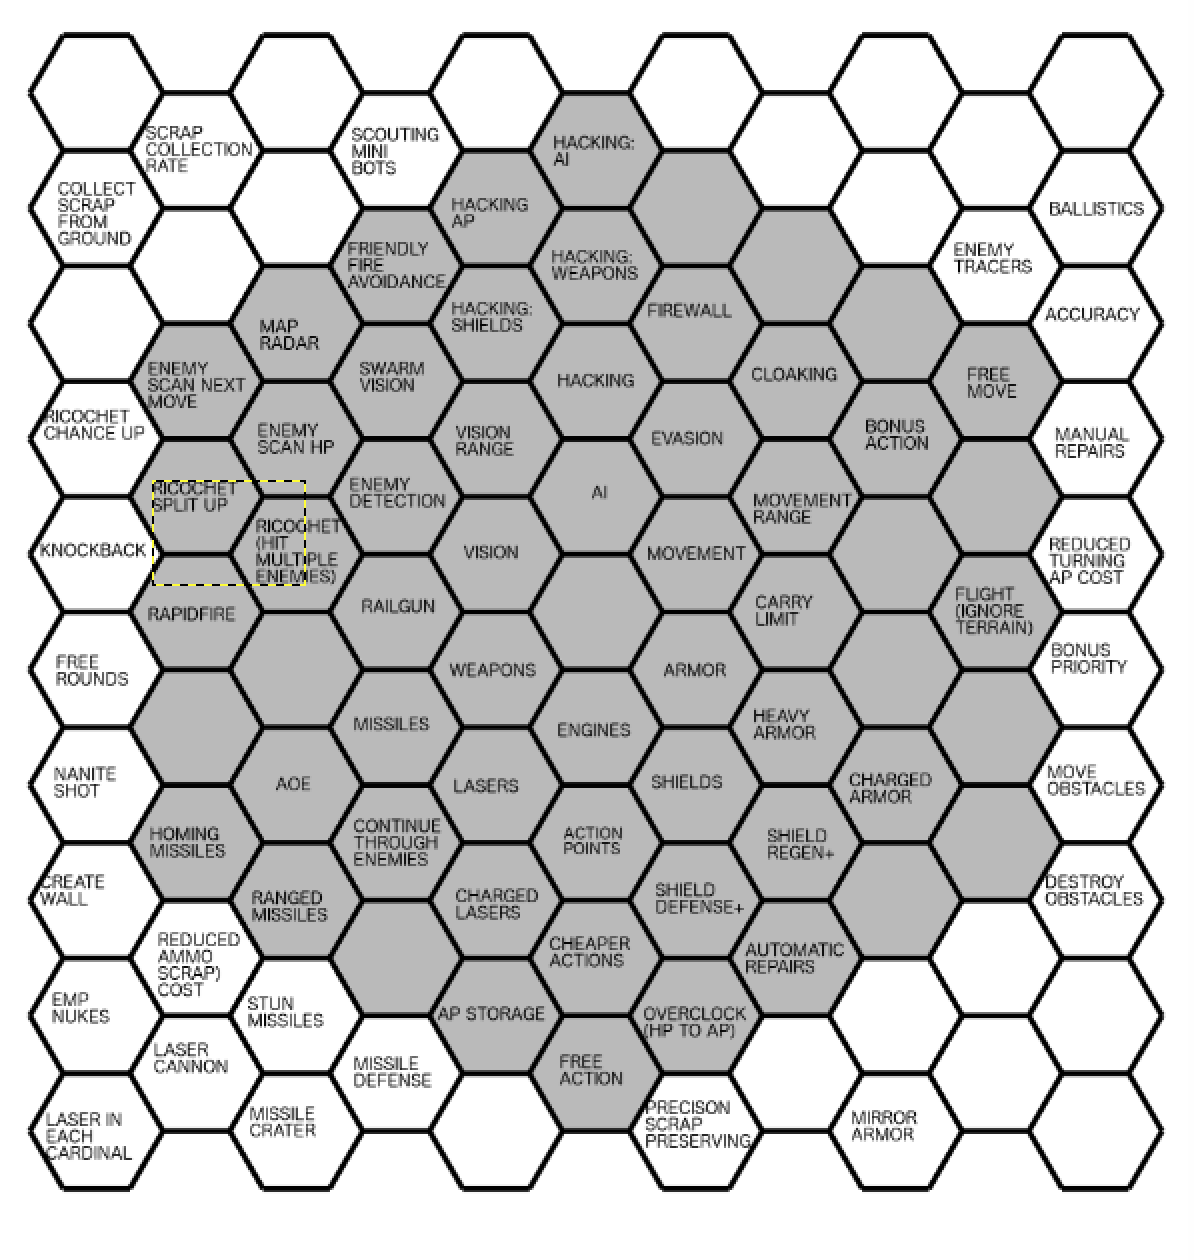 HACKING:
AI
SCRAP
COLLECTION
RATE
SCOUTING
MINI
BOTS
COLLECT
SCRAP
FROM
GROUND
HACKING
AP
BALLISTICS
FRIENDLY
FIRE
AVOIDANCE
HACKING:
WEAPONS
ENEMY
TRACERS
MAP
RADAR
HACKING:
SHIELDS
FIREWALL
ACCURACY
ENEMY
SCAN NEXT
MOVE
SWARM
VISION
HACKING
CLOAKING
FREE
MOVE
RICOCHET
CHANCE UP
ENEMY
SCAN HP
VISION
RANGE
EVASION
BONUS
ACTION
MANUAL
REPAIRS
RICOCHET
SPLIT UP
ENEMY
DETECTION
AI
MOVEMENT
RANGE
KNOCKBACK
RICOCHET
(HIT
MULTIPLE
ENEMIES)
VISION
MOVEMENT
REDUCED
TURNING
AP COST
RAPIDFIRE
RAILGUN
CARRY
LIMIT
FLIGHT
(IGNORE
TERRAIN)
FREE
ROUNDS
WEAPONS
ARMOR
BONUS
PRIORITY
MISSILES
ENGINES
HEAVY
ARMOR
NANITE
SHOT
AOE
LASERS
SHIELDS
CHARGED
ARMOR
MOVE
OBSTACLES
HOMING
MISSILES
CONTINUE
THROUGH
ENEMIES
ACTION
POINTS
SHIELD
REGEN+
CREATE
WALL
RANGED
MISSILES
CHARGED
LASERS
SHIELD
DEFENSE+
DESTROY
OBSTACLES
REDUCED
AMMO
SCRAP)
COST
CHEAPER
ACTIONS
AUTOMATIC
REPAIRS
EMP
NUKES
STUN
MISSILES
AP STORAGE
OVERCLOCK
(HP TO AP)
LASER
CANNON
MISSILE
DEFENSE
FREE
ACTION
LASER IN
EACH
CARDINAL
MISSILE
CRATER
PRECISON
SCRAP
PRESERVING
MIRROR
ARMOR